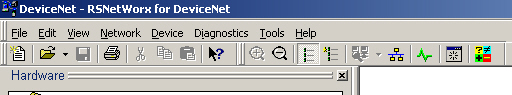 DeviceNet - RSNetWorx for DeviceNet
File Edit View Network Device Diagnostics Tools Help
Hardware